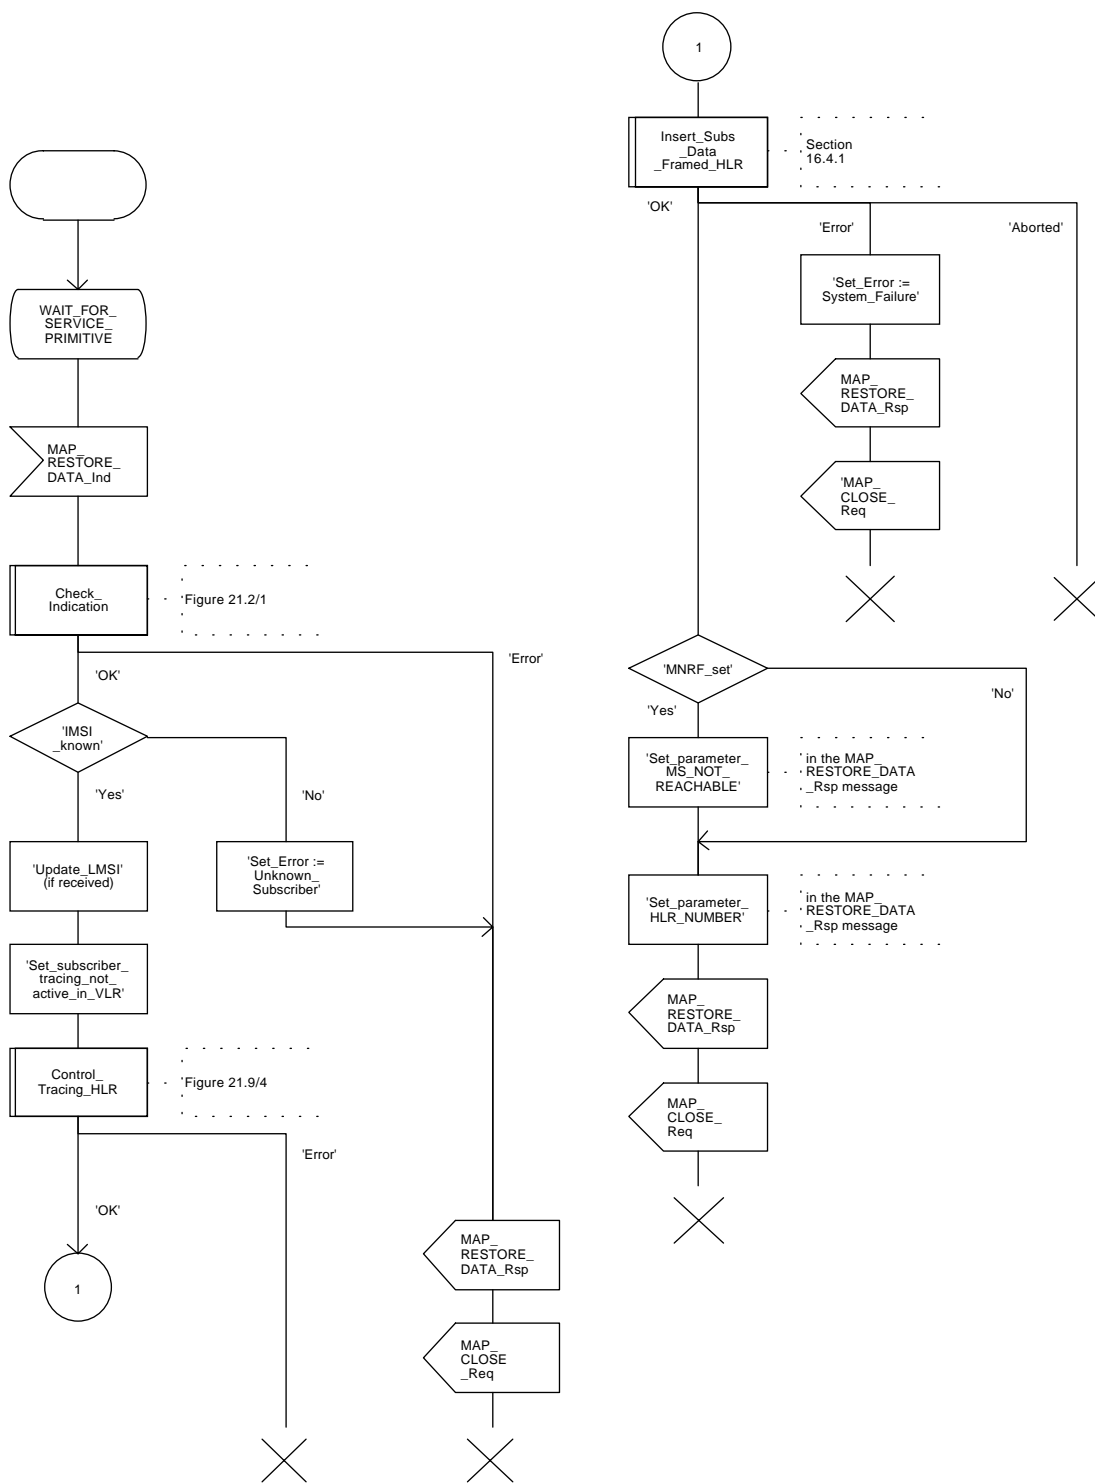 WAIT_FOR_
SERVICE_
PRIMITIVE
MAP_
RESTORE_
DATA_Ind
Check_
Indication
Figure 21.2/1
'Error'
'OK'
'IMSI
_known'
'Yes'
'No'
'Update_LMSI'
(if received)
'Set_Error :=
Unknown_
Subscriber'
'Set_subscriber_
tracing_not_
active_in_VLR'
Control_
Tracing_HLR
Figure 21.9/4
'Error'
'OK'
1
MAP_
RESTORE_
DATA_Rsp
MAP_
CLOSE
_Req
1
Insert_Subs
_Data
_Framed_HLR
Section
16.4.1
'OK'
'Error'
'Aborted'
'Set_Error :=
System_Failure'
MAP_
RESTORE_
DATA_Rsp
'MAP_
CLOSE_
Req
'MNRF_set'
'No'
'Yes'
'Set_parameter_
MS_NOT_
REACHABLE'
in the MAP_
RESTORE_DATA
_Rsp message
'Set_parameter_
HLR_NUMBER'
in the MAP_
RESTORE_DATA
_Rsp message
MAP_
RESTORE_
DATA_Rsp
MAP_
CLOSE_
Req